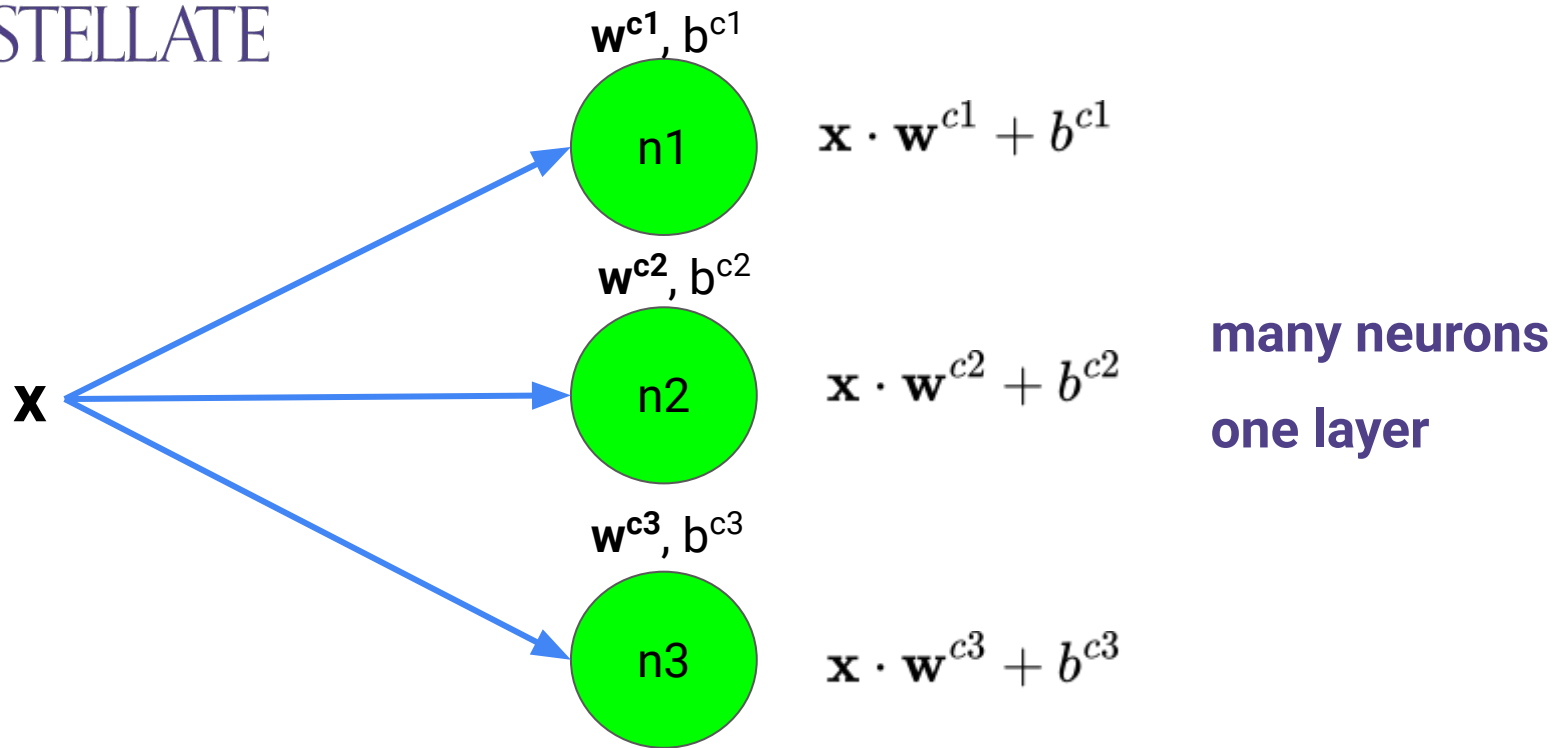 STELLATE
w^c1, b^c1
n1
x · w^c1 + b^c1
w^c2, b^c2
x
n2
x · w^c2 + b^c2
many neurons
one layer
w^c3, b^c3
n3
x · w^c3 + b^c3